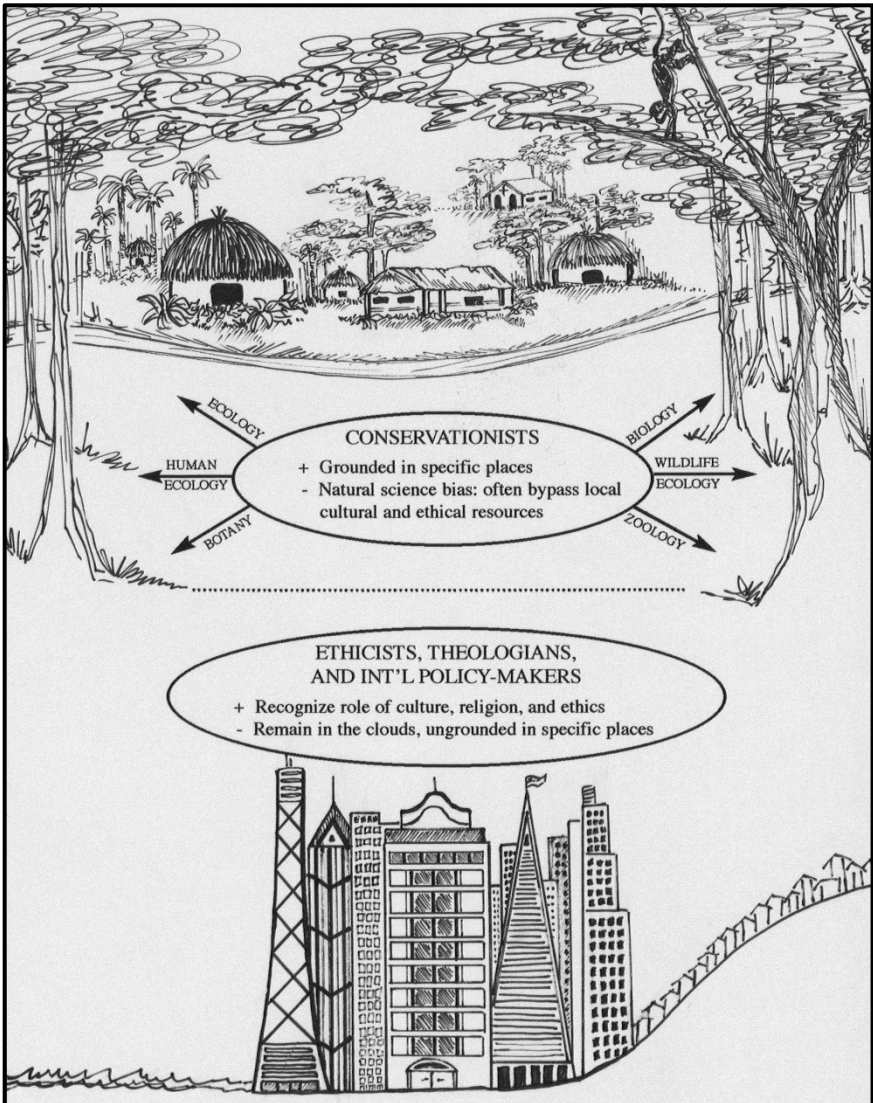 ECOLOGY
HUMAN
ECOLOGY
BOTANY
CONSERVATIONISTS
+ Grounded in specific places
- Natural science bias: often bypass local
cultural and ethical resources
BIOLOGY
WILDLIFE
ECOLOGY
ZOOLOGY
ETHICISTS, THEOLOGIANS,
AND INT'L POLICY-MAKERS
+ Recognize role of culture, religion, and ethics
- Remain in the clouds, ungrounded in specific places